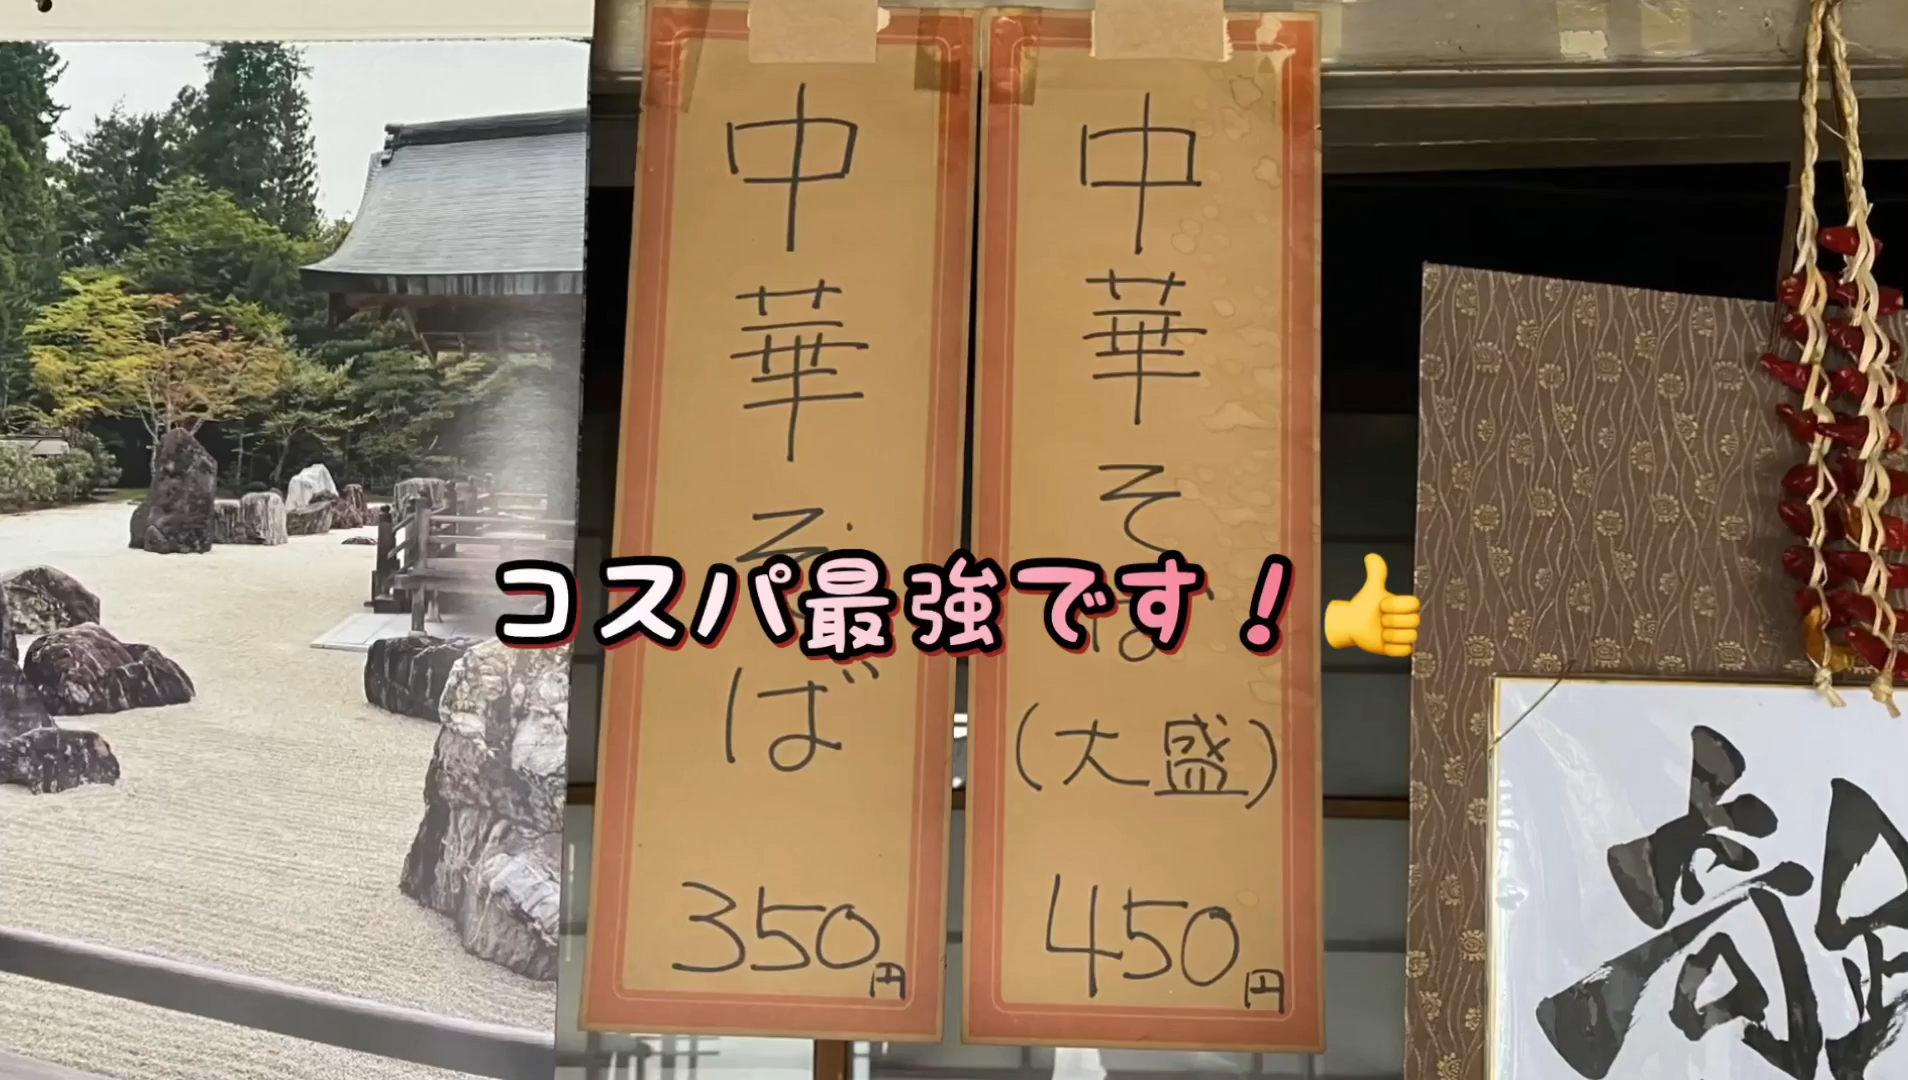 中華そば
350円
中華そば
(大盛)
450円
コスパ最強です！👍